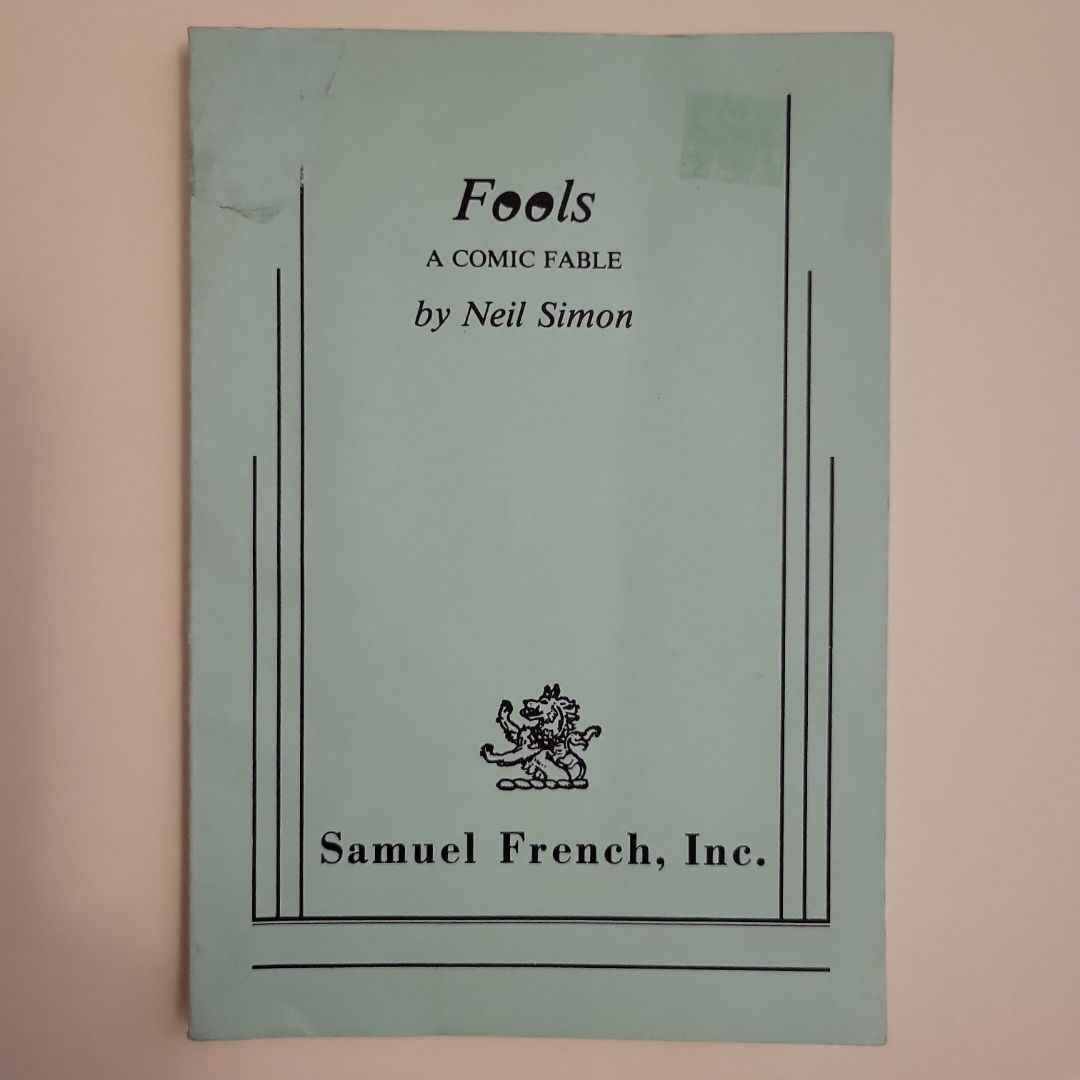 Fools
A COMIC FABLE
by Neil Simon
Samuel French, Inc.